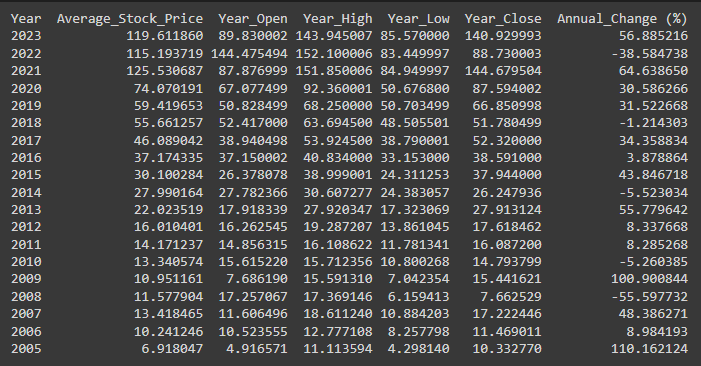 Year Average_Stock_Price Year_Open Year_High Year_Low Year_Close Annual_Change (%)
2023 119.611860 89.830002 143.945007 85.570000 140.929993 56.885216
2022 115.193719 144.475494 152.100006 83.449997 88.730003 -38.584738
2021 125.530687 87.876999 151.850006 84.949997 144.679504 64.638650
2020 74.070191 67.077499 92.360001 50.676800 87.594002 30.586266
2019 59.419653 50.828499 68.250000 50.703499 66.850998 31.522668
2018 55.661257 52.417000 63.694500 48.505501 51.780499 -1.214303
2017 46.089042 38.940498 53.924500 38.790001 52.320000 34.358834
2016 37.174335 37.150002 40.834000 33.153000 38.591000 3.878864
2015 30.100284 26.378078 38.999001 24.311253 37.944000 43.846718
2014 27.990164 27.782366 30.607277 24.383057 26.247936 -5.523034
2013 22.023519 17.918339 27.920347 17.323069 27.913124 55.779642
2012 16.010401 16.262545 19.287207 13.861045 17.618462 8.337668
2011 14.171237 14.856315 16.108622 11.781341 16.087200 8.285268
2010 13.340574 15.615220 15.712356 10.800268 14.793799 -5.260385
2009 10.951161 7.686190 15.591310 7.042354 15.441621 100.900844
2008 11.577904 17.257067 17.369146 6.159413 7.662529 -55.597732
2007 13.418465 11.606496 18.611240 10.884203 17.222446 48.386271
2006 10.241246 10.523555 12.777108 8.257798 11.469011 8.984193
2005 6.918047 4.916571 11.113594 4.298140 10.332770 110.162124